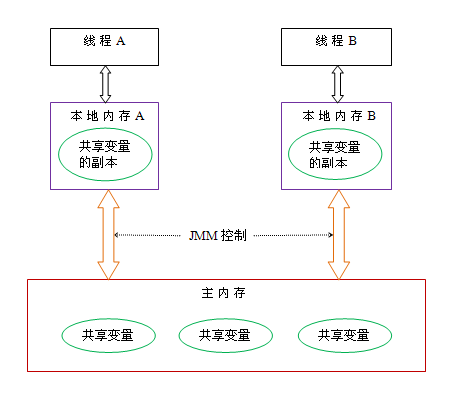 线程 A
线程 B
本地内存 A
本地内存 B
共享变量
的副本
共享变量
的副本
JMM 控制
主内存
共享变量
共享变量
共享变量